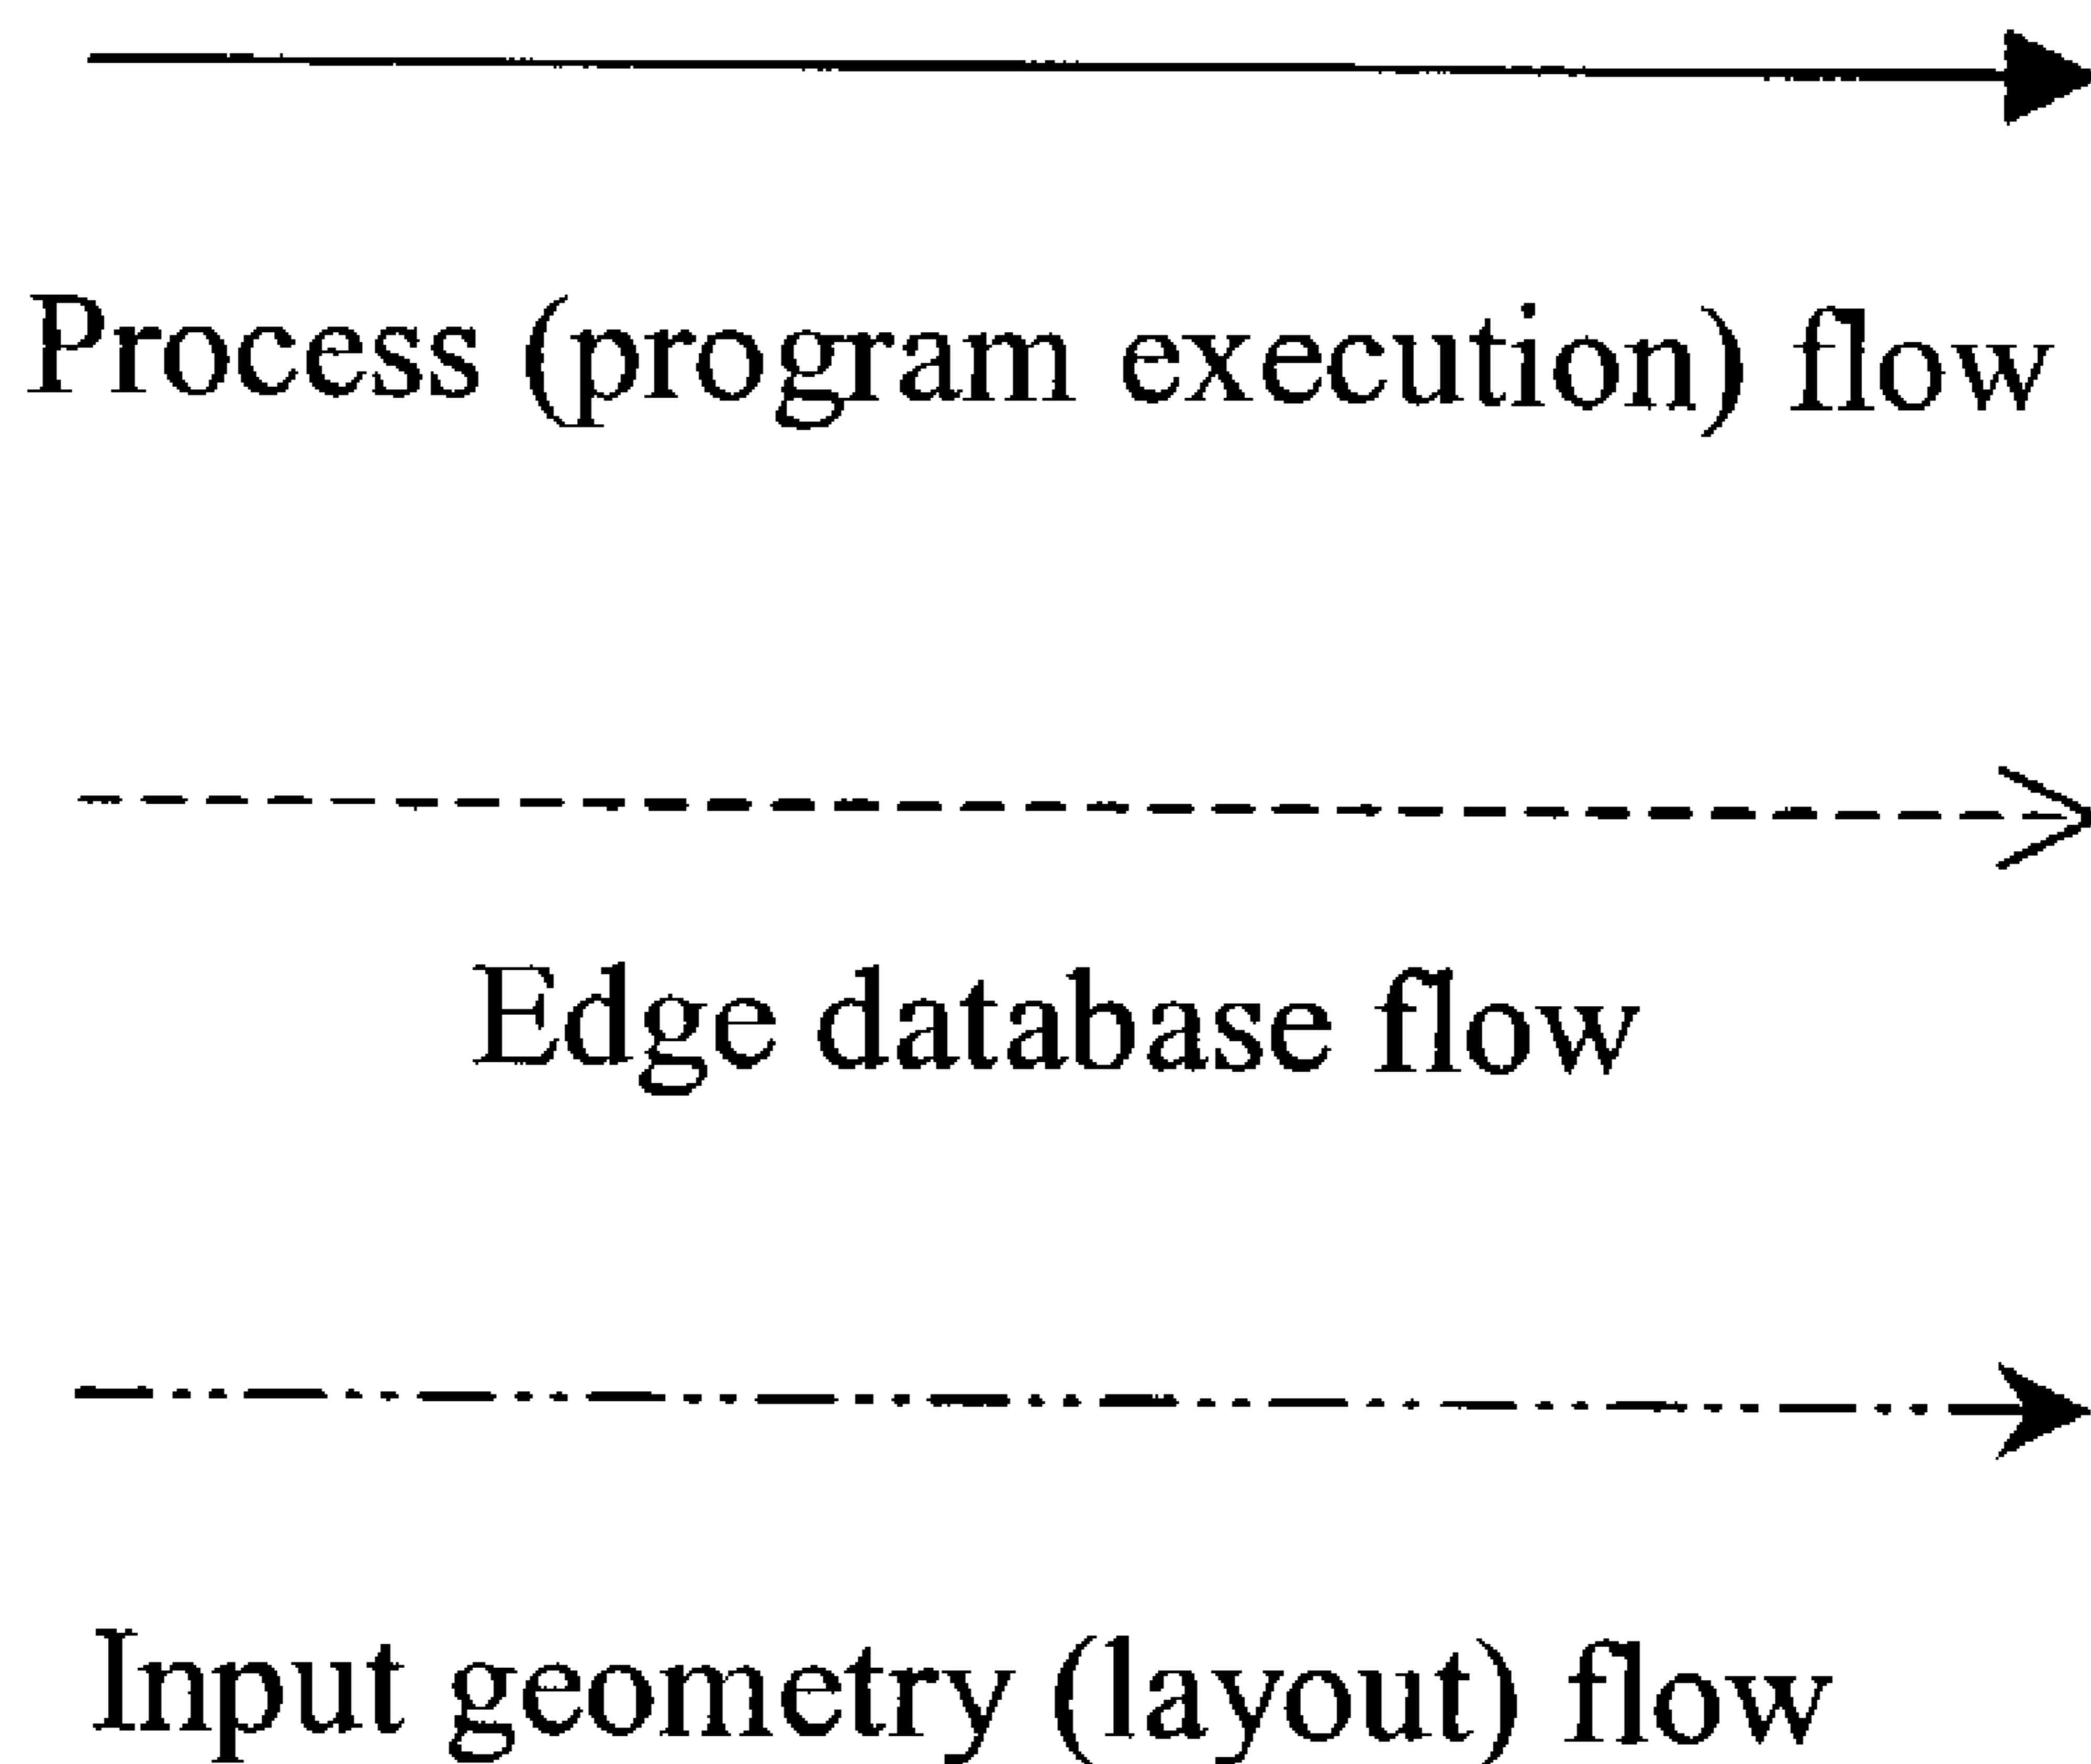 Process (program execution) flow
Edge database flow
Input geometry (layout) flow